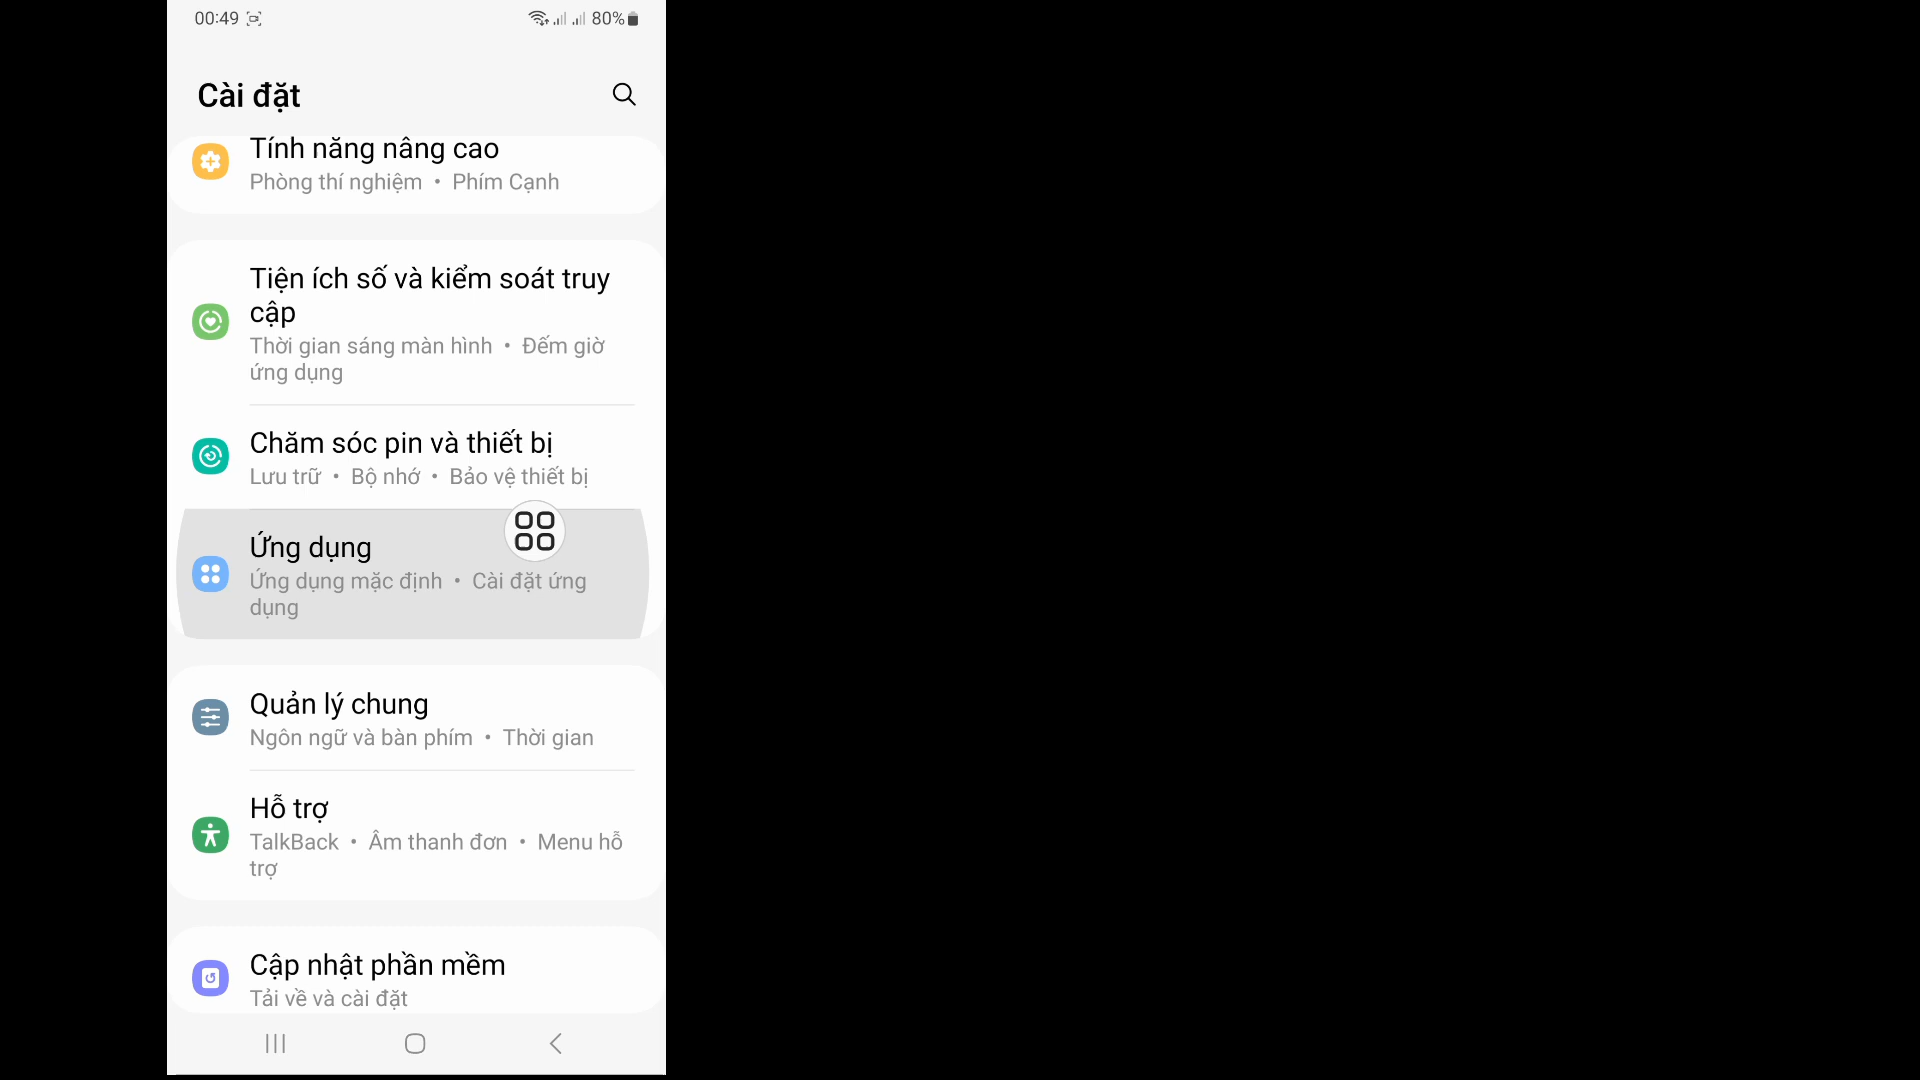 00:49 80%
Cài đặt
Tính năng nâng cao
Phòng thí nghiệm • Phím Cạnh
Tiện ích số và kiểm soát truy
cập
Thời gian sáng màn hình • Đếm giờ
ứng dụng
Chăm sóc pin và thiết bị
Lưu trữ • Bộ nhớ • Bảo vệ thiết bị
Ứng dụng
Ứng dụng mặc định • Cài đặt ứng
dụng
Quản lý chung
Ngôn ngữ và bàn phím • Thời gian
Hỗ trợ
TalkBack • Âm thanh đơn • Menu hỗ
trợ
Cập nhật phần mềm
Tải về và cài đặt